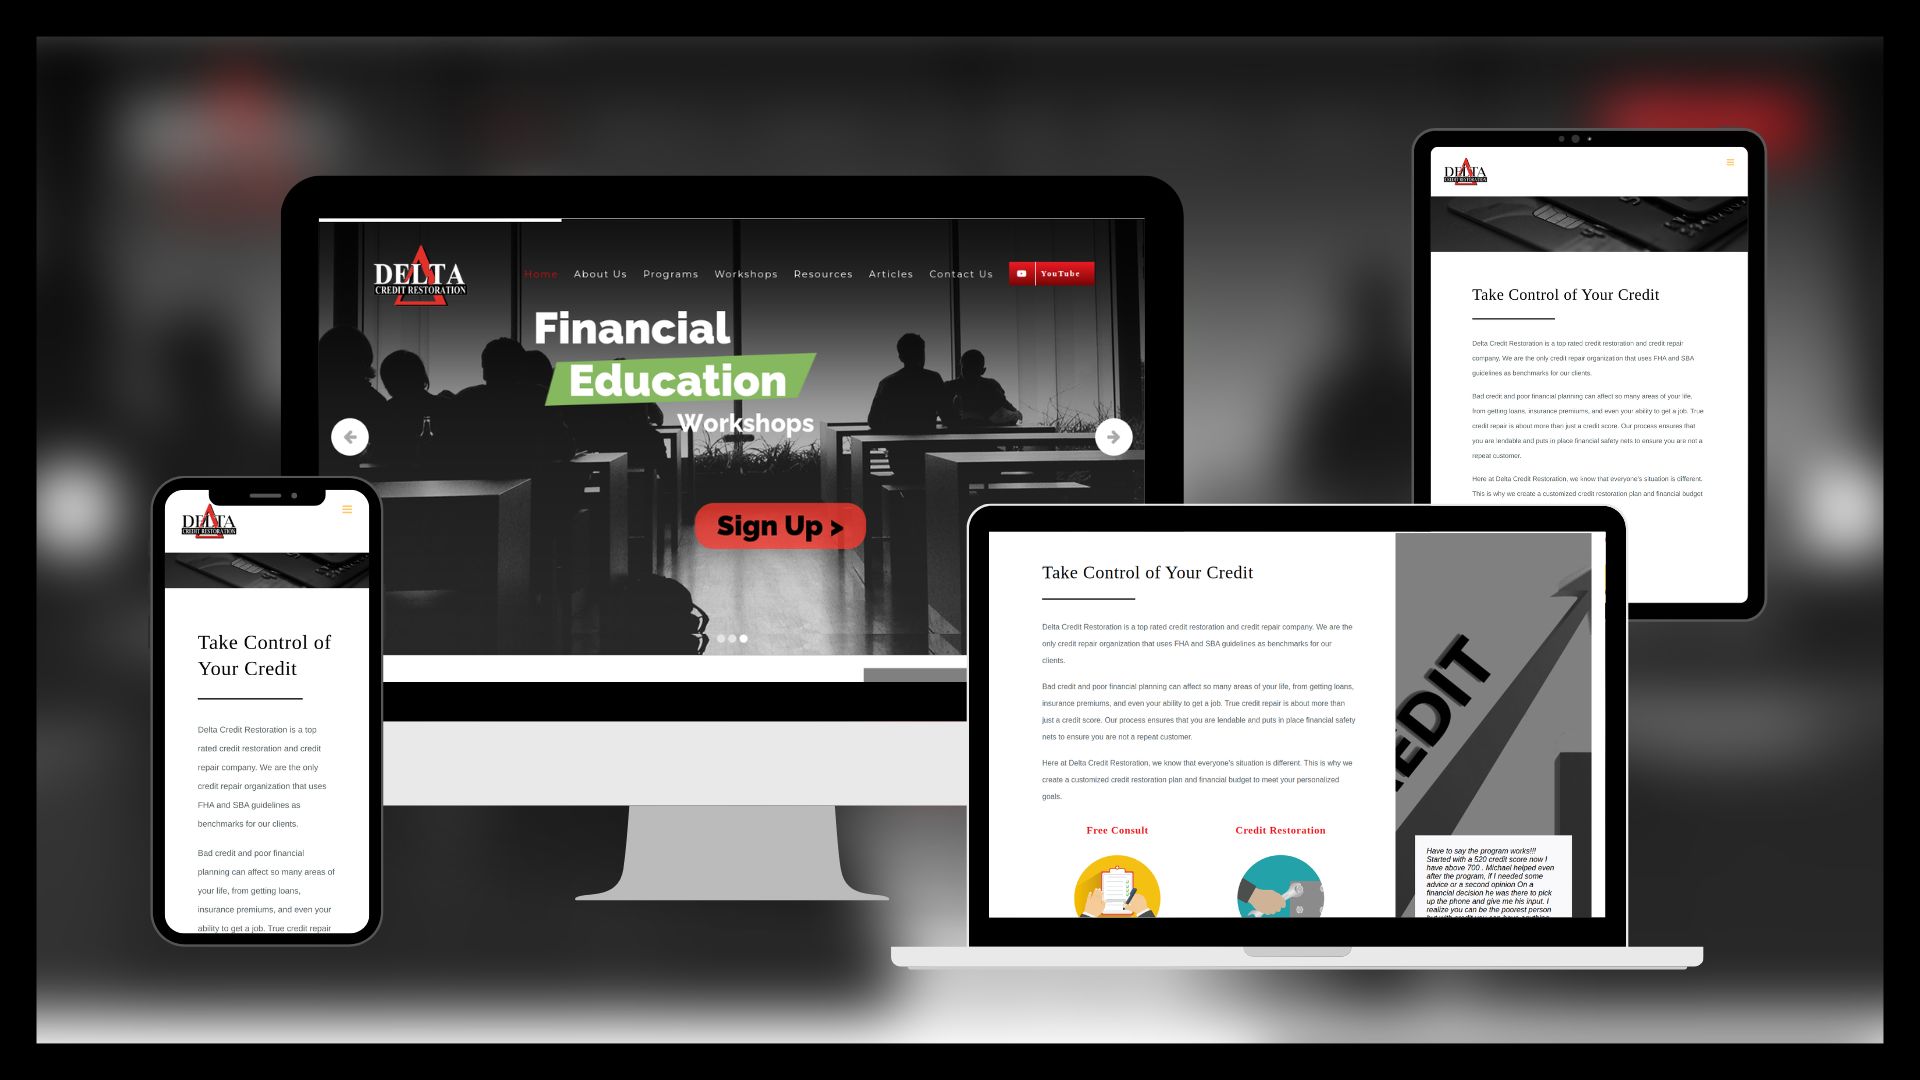 DELTA
CREDIT RESTORATION
Home About Us Programs Workshops Resources Articles Contact Us YouTube
Financial
Education
Workshops
Sign Up >
DELTA
CREDIT RESTORATION
Take Control of Your Credit
Delta Credit Restoration is a top rated credit restoration and credit repair
company. We are the only credit repair organization that uses FHA and SBA
guidelines as benchmarks for our clients.
Bad credit and poor financial planning can affect so many areas of your life,
from getting loans, insurance premiums, and even your ability to get a job. True
credit repair is about more than just a credit score. Our process ensures that
you are lendable and puts in place financial safety nets to ensure you are not a
repeat customer.
Here at Delta Credit Restoration, we know that everyone's situation is different.
This is why we create a customized credit restoration plan and financial budget
DELTA
CREDIT RESTORATION
Take Control of
Your Credit
Delta Credit Restoration is a top
rated credit restoration and credit
repair company. We are the only
credit repair organization that uses
FHA and SBA guidelines as
benchmarks for our clients.
Bad credit and poor financial
planning can affect so many areas of
your life, from getting loans,
insurance premiums, and even your
ability to get a job. True credit repair
Take Control of Your Credit
Delta Credit Restoration is a top rated credit restoration and credit repair company. We are the
only credit repair organization that uses FHA and SBA guidelines as benchmarks for our
clients.
Bad credit and poor financial planning can affect so many areas of your life, from getting loans,
insurance premiums, and even your ability to get a job. True credit repair is about more than
just a credit score. Our process ensures that you are lendable and puts in place financial safety
nets to ensure you are not a repeat customer.
Here at Delta Credit Restoration, we know that everyone's situation is different. This is why we
create a customized credit restoration plan and financial budget to meet your personalized
goals.
Free Consult Credit Restoration
EDIT
Have to say the program works!!!
Started with a 520 credit score now I
have above 700 . Michael helped even
after the program, if I needed some
advice or a second opinion On a
financial decision he was there to pick
up the phone and give me his input. I
realize you can be the poorest person